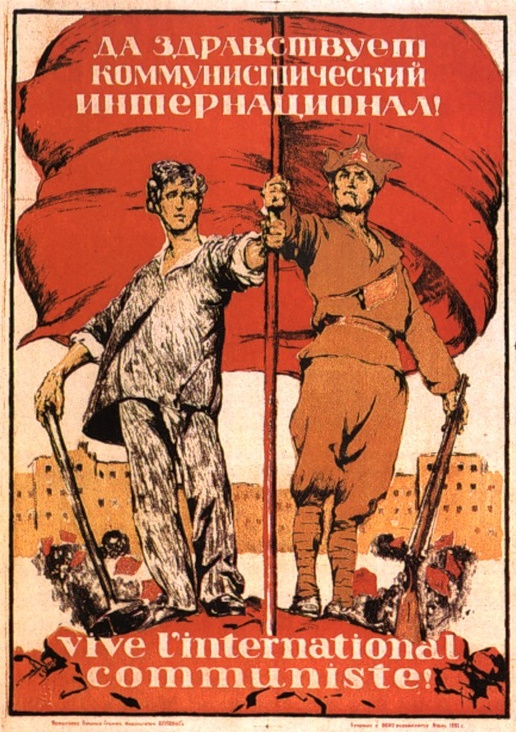 ДА ЗДРАВСТВУЕТ
КОММУНИСТИЧЕСКИЙ
ИНТЕРНАЦИОНАЛ!
vive l'international
communiste!